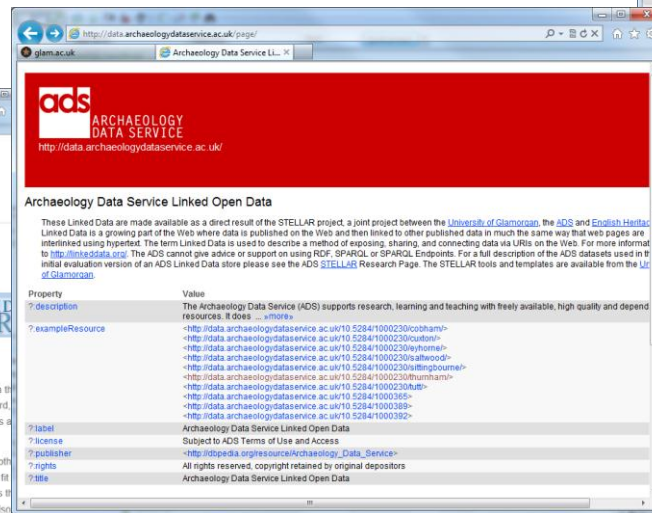 http://data.archaeologydataservice.ac.uk/page/
glam.ac.uk
Archaeology Data Service Li...
ads
ARCHAEOLOGY
DATA SERVICE
http://data.archaeologydataservice.ac.uk/
Archaeology Data Service Linked Open Data
These Linked Data are made available as a direct result of the STELLAR project, a joint project between the University of Glamorgan, the ADS and English Heritag
Linked Data is a growing part of the Web where data is published on the Web and then linked to other published data in much the same way that web pages are
interlinked using hypertext. The term Linked Data is used to describe a method of exposing, sharing, and connecting data via URIs on the Web. For more informat
to http://linkeddata.org/. The ADS cannot give advice or support on using RDF, SPARQL or SPARQL Endpoints. For a full description of the ADS datasets used in th
initial evaluation version of an ADS Linked Data store please see the ADS STELLAR Research Page. The STELLAR tools and templates are available from the Un
of Glamorgan.
Property Value
?:description The Archaeology Data Service (ADS) supports research, learning and teaching with freely available, high quality and depend
resources. It does ... »more»
?:exampleResource <http://data.archaeologydataservice.ac.uk/10.5284/1000230/cobham/>
<http://data.archaeologydataservice.ac.uk/10.5284/1000230/cuxton/>
<http://data.archaeologydataservice.ac.uk/10.5284/1000230/eyhorne/>
<http://data.archaeologydataservice.ac.uk/10.5284/1000230/saltwood/>
<http://data.archaeologydataservice.ac.uk/10.5284/1000230/sittingbourne/>
<http://data.archaeologydataservice.ac.uk/10.5284/1000230/thurnham/>
<http://data.archaeologydataservice.ac.uk/10.5284/1000230/tutt/>
<http://data.archaeologydataservice.ac.uk/10.5284/1000365>
<http://data.archaeologydataservice.ac.uk/10.5284/1000389>
<http://data.archaeologydataservice.ac.uk/10.5284/1000392>
?:label Archaeology Data Service Linked Open Data
?:license Subject to ADS Terms of Use and Access
?:publisher <http://dbpedia.org/resource/Archaeology_Data_Service>
?:rights All rights reserved, copyright retained by original depositors
?:title Archaeology Data Service Linked Open Data